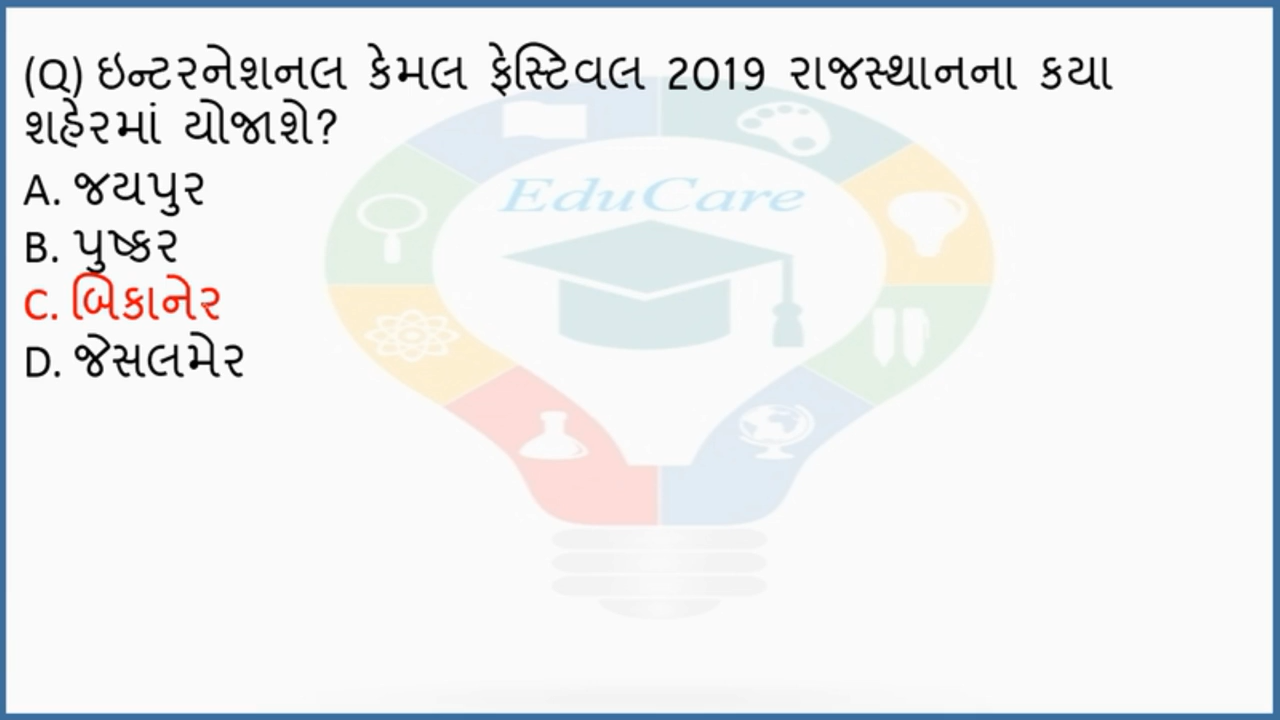 (Q) ઇન્ટરનેશનલ કેમલ ફેસ્ટિવલ 2019 રાજસ્થાનના કયા
શહેરમાં યોજાશે?
A. જયપુર
B. પુષ્કર
C. બિકાનેર
D. જેસલમેર
EduCare